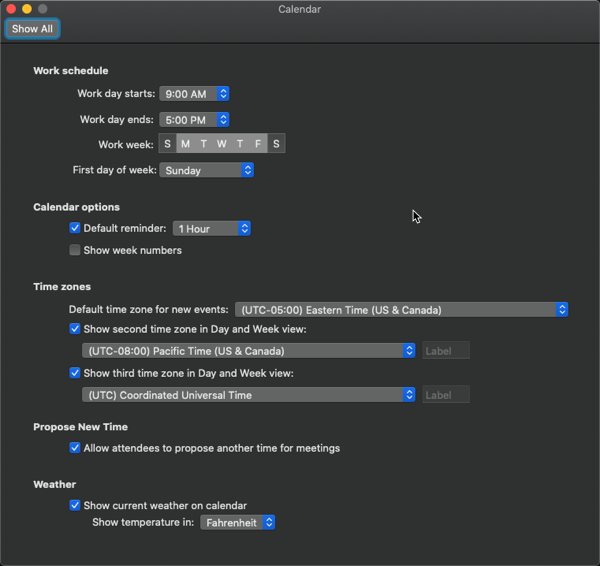 Calendar
Show All
Work schedule
Work day starts: 9:00 AM
Work day ends: 5:00 PM
Work week: S M T W T F S
First day of week: Sunday
Calendar options
Default reminder: 1 Hour
Show week numbers
Time zones
Default time zone for new events: (UTC-05:00) Eastern Time (US & Canada)
Show second time zone in Day and Week view:
(UTC-08:00) Pacific Time (US & Canada) Label
Show third time zone in Day and Week view:
(UTC) Coordinated Universal Time Label
Propose New Time
Allow attendees to propose another time for meetings
Weather
Show current weather on calendar
Show temperature in: Fahrenheit